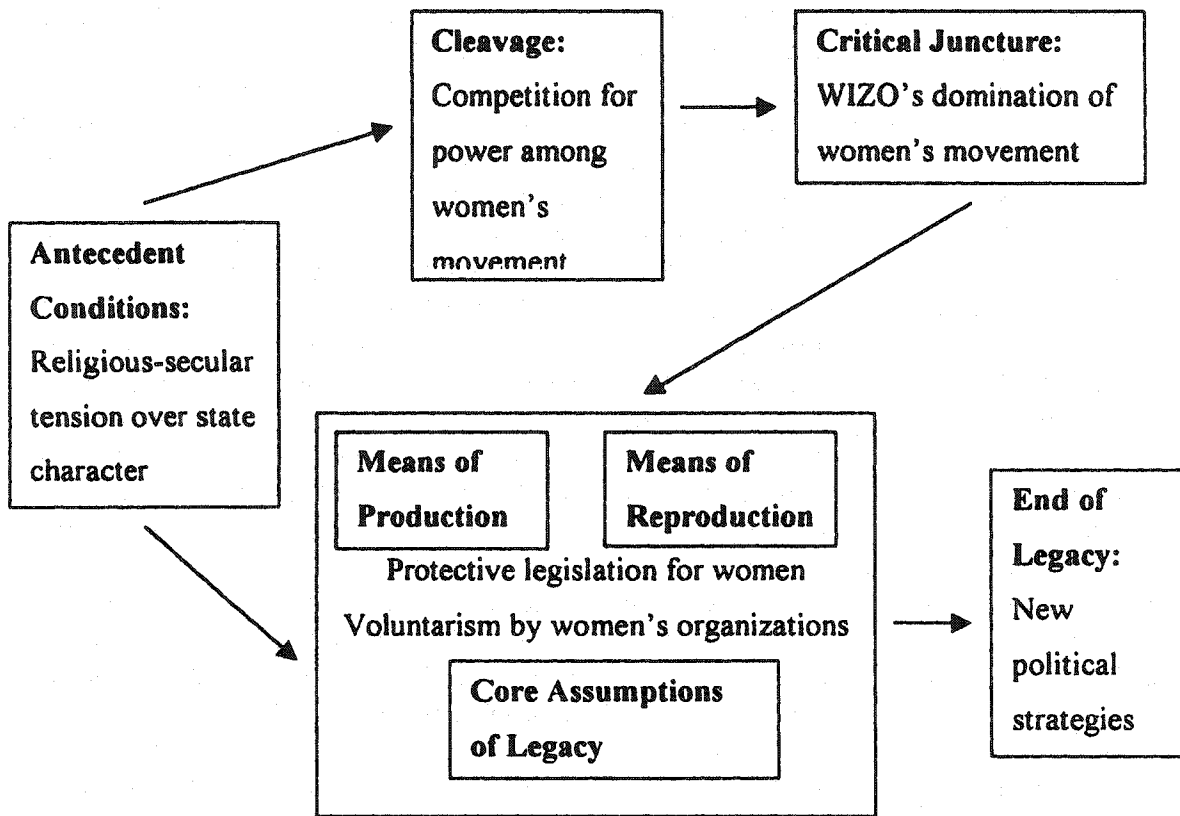 Antecedent
Conditions:
Religious-secular
tension over state
character
Cleavage:
Competition for
power among
women's
movement
Critical Juncture:
WIZO's domination of
women's movement
Means of
Production
Means of
Reproduction
Protective legislation for women
Voluntarism by women's organizations
Core Assumptions
of Legacy
End of
Legacy:
New
political
strategies